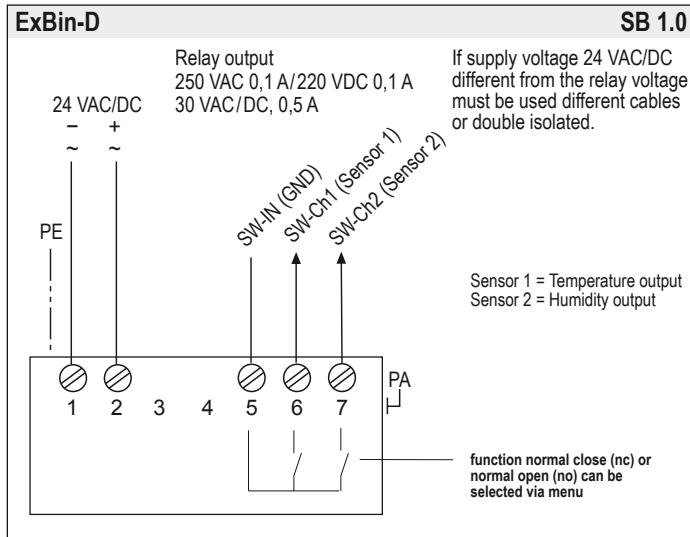 ExBin-D
SB 1.0
Relay output
250 VAC 0,1 A/220 VDC 0,1 A
30 VAC/DC, 0,5 A
If supply voltage 24 VAC/DC
different from the relay voltage
must be used different cables
or double isolated.
24 VAC/DC
− +
~ ~
PE
SW-IN (GND)
SW-Ch1 (Sensor 1)
SW-Ch2 (Sensor 2)
Sensor 1 = Temperature output
Sensor 2 = Humidity output
PA
1 2 3 4 5 6 7
function normal close (nc) or
normal open (no) can be
selected via menu